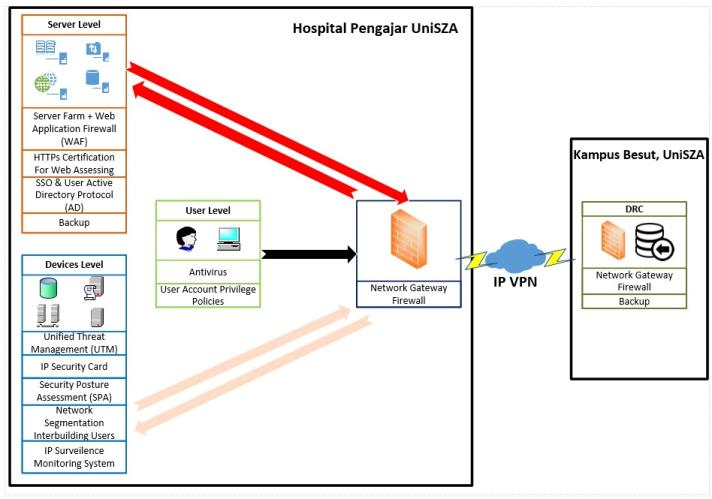 Hospital Pengajar UniSZA
Server Level
Server Farm + Web
Application Firewall
(WAF)
HTTPs Certification
For Web Assessing
SSO & User Active
Directory Protocol
(AD)
Backup
User Level
Antivirus
User Account Privilege
Policies
Network Gateway
Firewall
Devices Level
Unified Threat
Management (UTM)
IP Security Card
Security Posture
Assessment (SPA)
Network
Segmentation
Interbuilding Users
IP Surveilence
Monitoring System
IP VPN
Kampus Besut, UniSZA
DRC
Network Gateway
Firewall
Backup